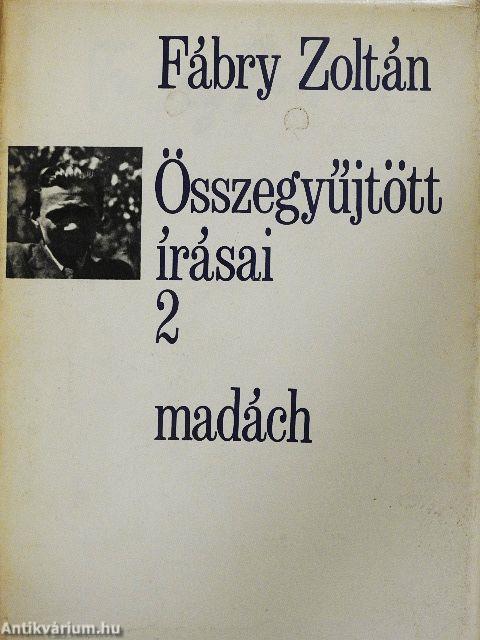 Fábry Zoltán
Összegyűjtött
írásai
2
madách
Antikvárium.hu